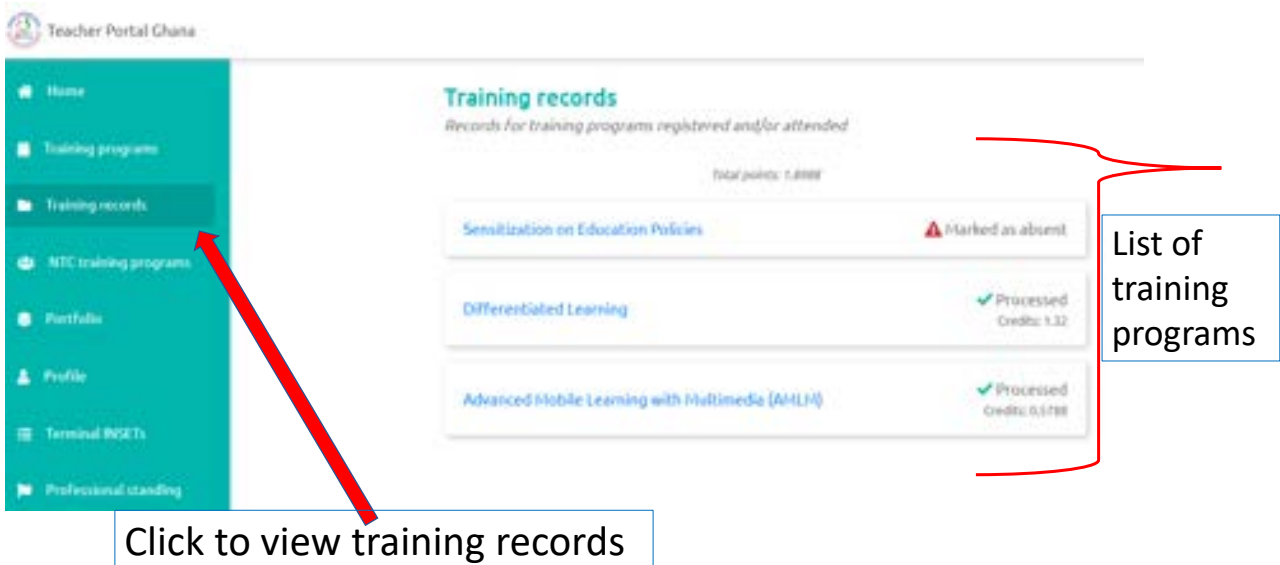 Teacher Portal Ghana
Home
Training programs
Training records
NTC training programs
Portfolio
Profile
Terminal INSETs
Professional standing
Training records
Records for training programs registered and/or attended
Total points: 1.8988
Sensitization on Education Policies
Marked as absent
Differentiated Learning
Processed
Credits: 1.32
Advanced Mobile Learning with Multimedia (AMLM)
Processed
Credits: 0.5788
List of
training
programs
Click to view training records